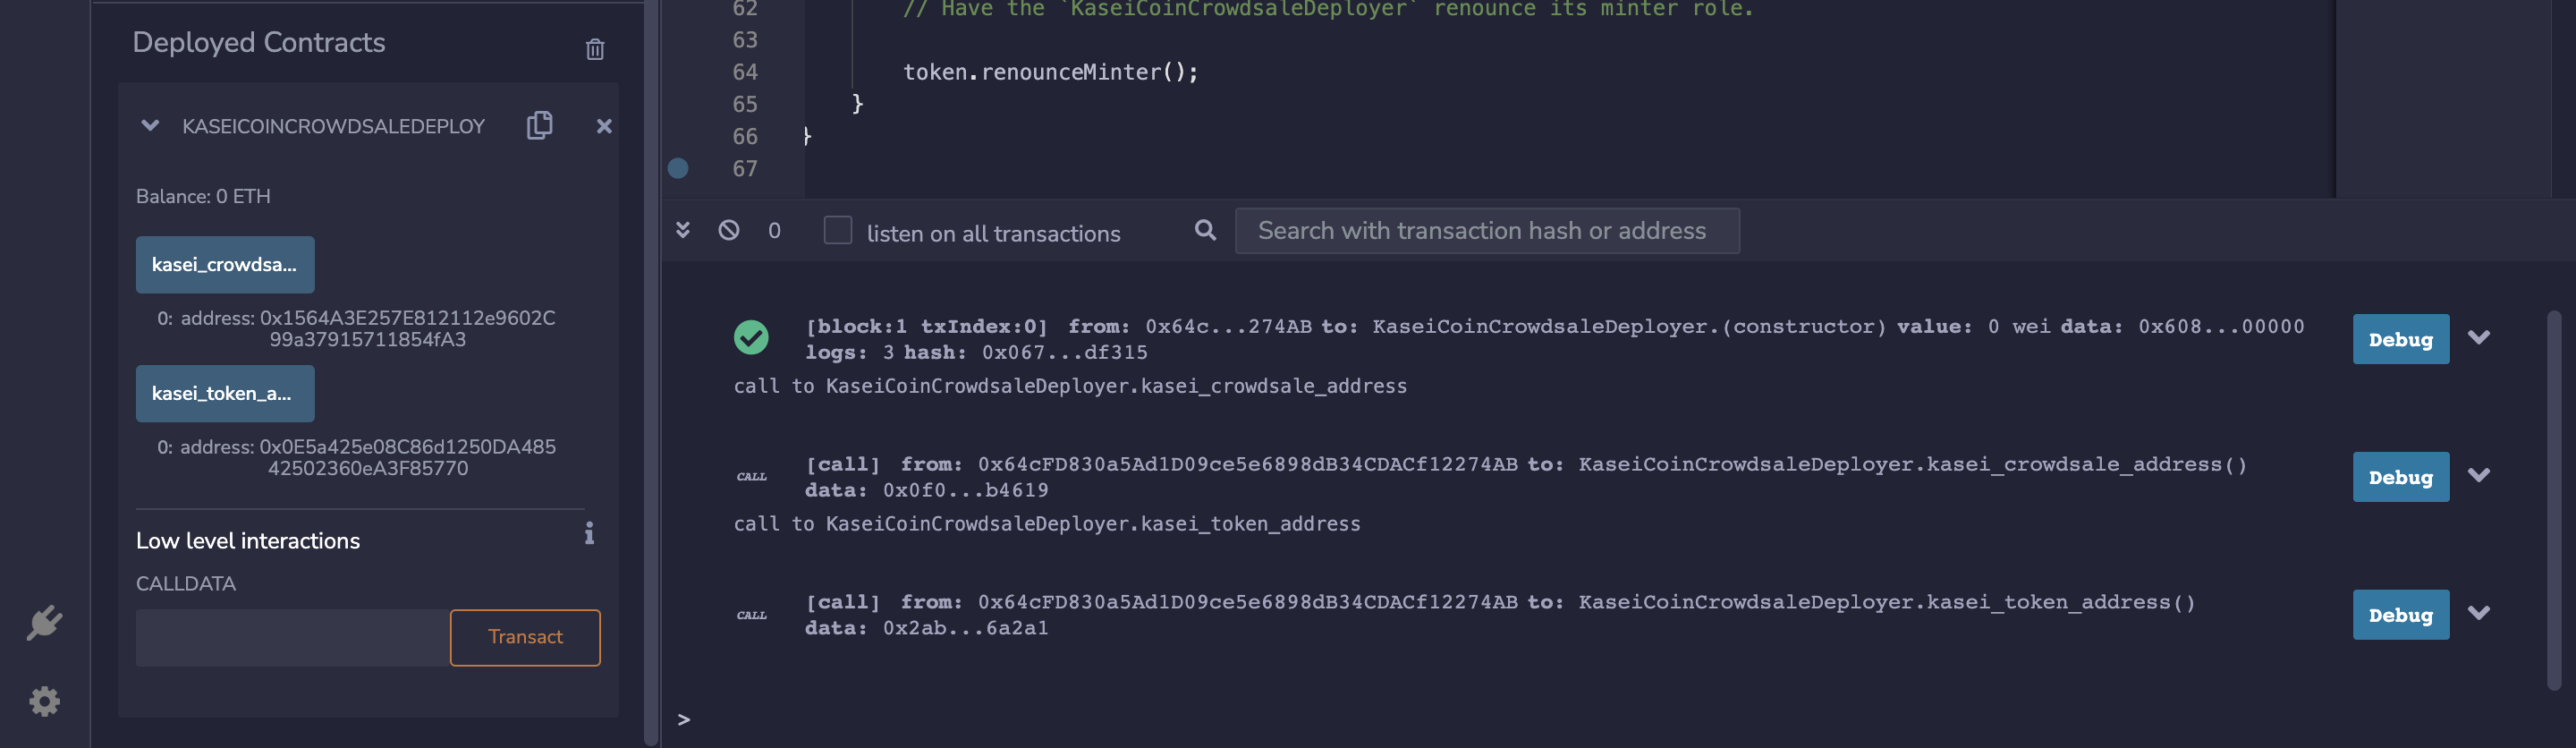 Deployed Contracts
KASEICOINCROWDSALEDEPLOY
Balance: 0 ETH
kasei_crowdsa...
0: address: 0x1564A3E257E812112e9602C
99a37915711854fA3
kasei_token_a...
0: address: 0x0E5a425e08C86d1250DA485
42502360eA3F85770
Low level interactions
CALLDATA
Transact
62 // Have the `KaseiCoinCrowdsaleDeployer` renounce its minter role.
63
64 token.renounceMinter();
65 }
66 }
67
0 listen on all transactions Search with transaction hash or address
[block:1 txIndex:0] from: 0x64c...274AB to: KaseiCoinCrowdsaleDeployer.(constructor) value: 0 wei data: 0x608...00000
logs: 3 hash: 0x067...df315
Debug
call to KaseiCoinCrowdsaleDeployer.kasei_crowdsale_address
CALL [call] from: 0x64cFD830a5Ad1D09ce5e6898dB34CDACf12274AB to: KaseiCoinCrowdsaleDeployer.kasei_crowdsale_address()
data: 0x0f0...b4619
Debug
call to KaseiCoinCrowdsaleDeployer.kasei_token_address
CALL [call] from: 0x64cFD830a5Ad1D09ce5e6898dB34CDACf12274AB to: KaseiCoinCrowdsaleDeployer.kasei_token_address()
data: 0x2ab...6a2a1
Debug
>